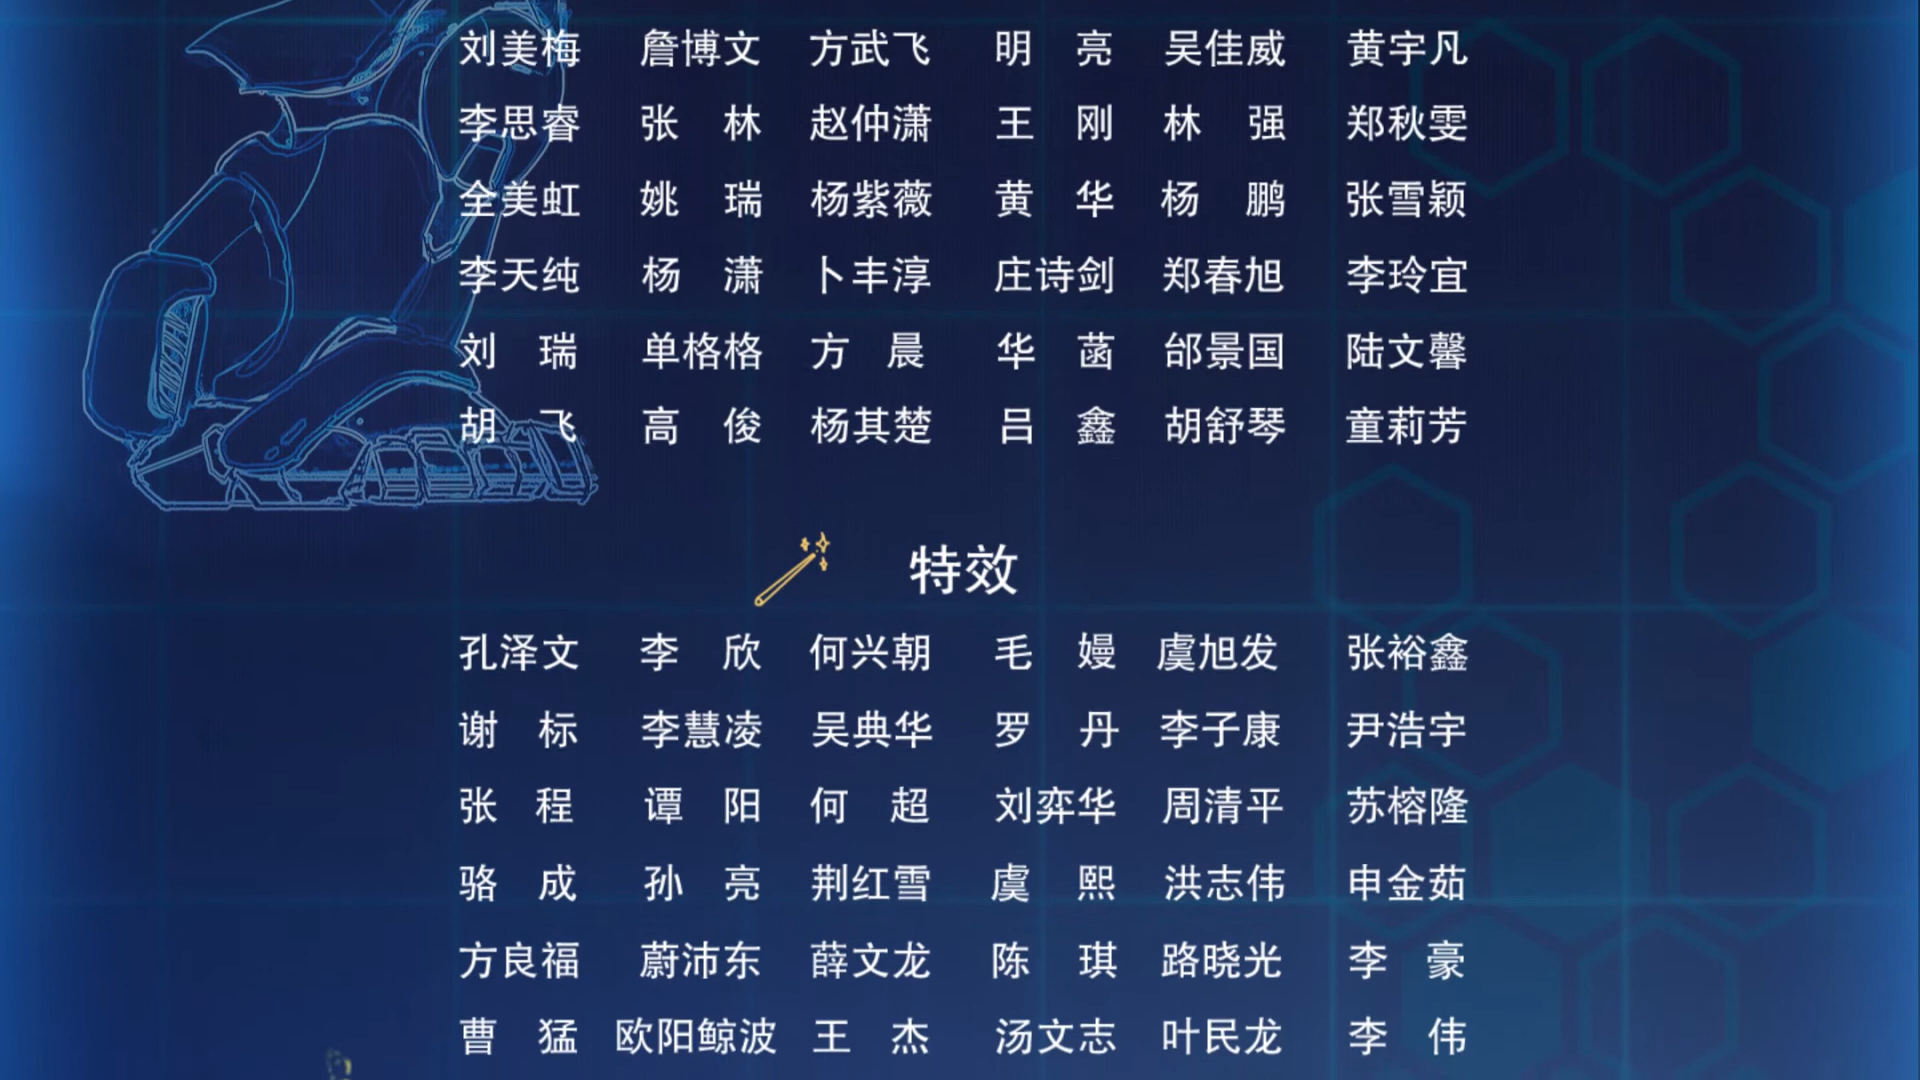 刘美梅 詹博文 方武飞 明 亮 吴佳威 黄宇凡
李思睿 张 林 赵仲潇 王 刚 林 强 郑秋雯
全美虹 姚 瑞 杨紫薇 黄 华 杨 鹏 张雪颖
李天纯 杨 潇 卜丰淳 庄诗剑 郑春旭 李玲宜
刘 瑞 单格格 方 晨 华 菡 邰景国 陆文馨
胡 飞 高 俊 杨其楚 吕 鑫 胡舒琴 童莉芳
特效
孔泽文 李 欣 何兴朝 毛 嫚 虞旭发 张裕鑫
谢 标 李慧凌 吴典华 罗 丹 李子康 尹浩宇
张 程 谭 阳 何 超 刘弈华 周清平 苏榕隆
骆 成 孙 亮 荆红雪 虞 熙 洪志伟 申金茹
方良福 蔚沛东 薛文龙 陈 琪 路晓光 李 豪
曹 猛 欧阳鲸波 王 杰 汤文志 叶民龙 李 伟